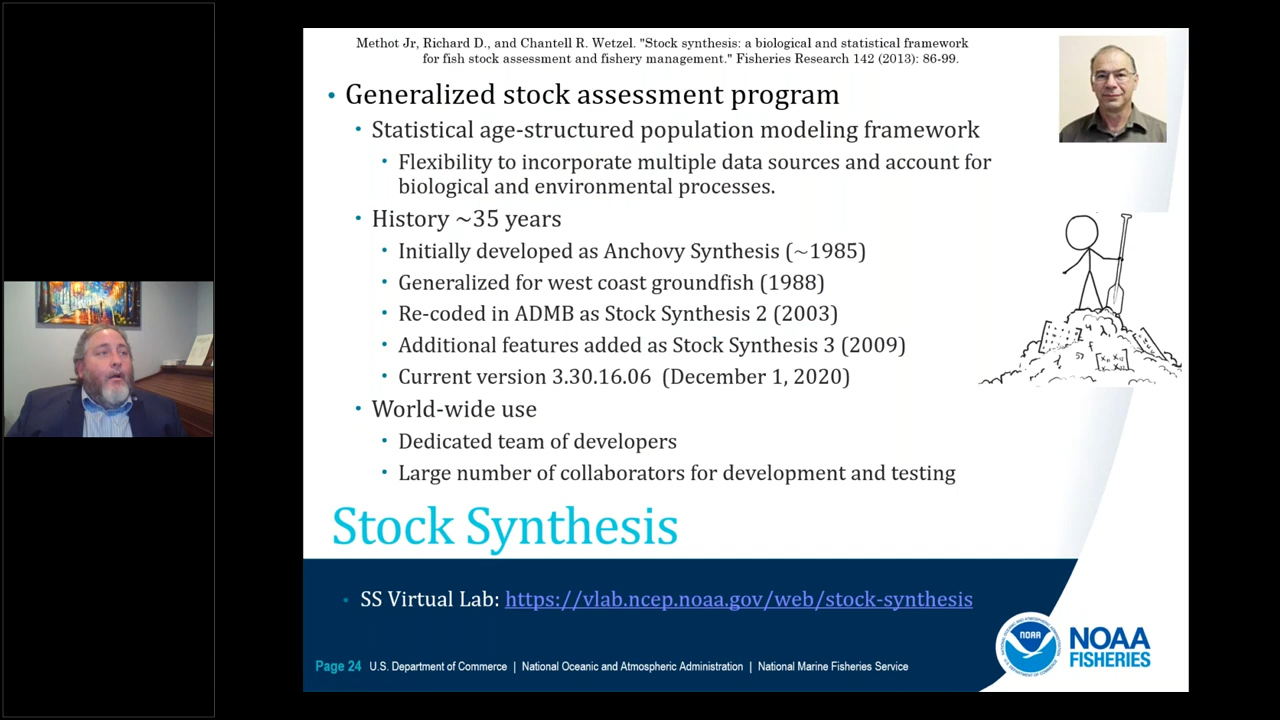 Methot Jr, Richard D., and Chantell R. Wetzel. "Stock synthesis: a biological and statistical framework
for fish stock assessment and fishery management." Fisheries Research 142 (2013): 86-99.
• Generalized stock assessment program
• Statistical age-structured population modeling framework
• Flexibility to incorporate multiple data sources and account for
biological and environmental processes.
• History ~35 years
• Initially developed as Anchovy Synthesis (~1985)
• Generalized for west coast groundfish (1988)
• Re-coded in ADMB as Stock Synthesis 2 (2003)
• Additional features added as Stock Synthesis 3 (2009)
• Current version 3.30.16.06 (December 1, 2020)
• World-wide use
• Dedicated team of developers
• Large number of collaborators for development and testing
Stock Synthesis
• SS Virtual Lab: https://vlab.ncep.noaa.gov/web/stock-synthesis
NOAA
NOAA
FISHERIES
Page 24 U.S. Department of Commerce | National Oceanic and Atmospheric Administration | National Marine Fisheries Service